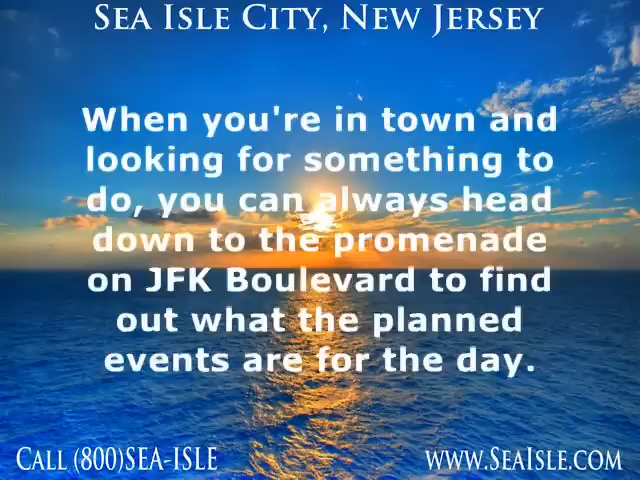 Sea Isle City, New Jersey
When you're in town and
looking for something to
do, you can always head
down to the promenade
on JFK Boulevard to find
out what the planned
events are for the day.
Call (800)SEA-ISLE
www.SeaIsle.com